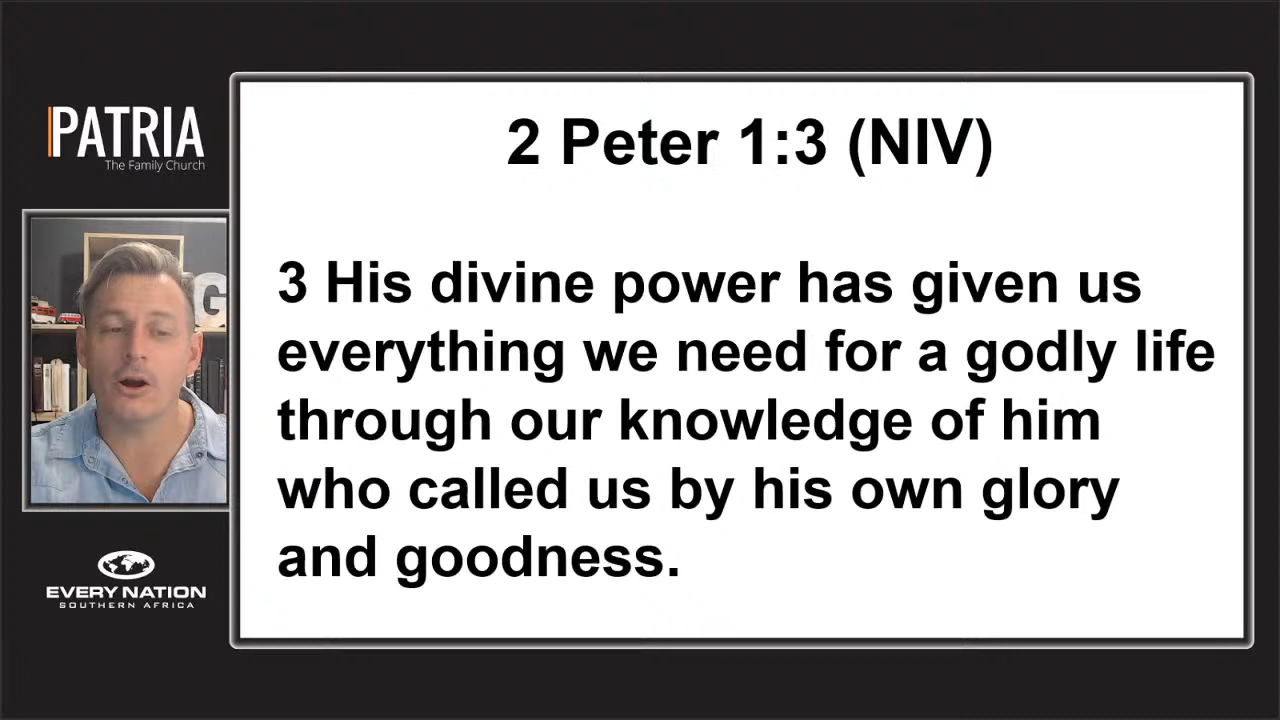 PATRIA
The Family Church
G
EVERY NATION
SOUTHERN AFRICA
2 Peter 1:3 (NIV)
3 His divine power has given us
everything we need for a godly life
through our knowledge of him
who called us by his own glory
and goodness.